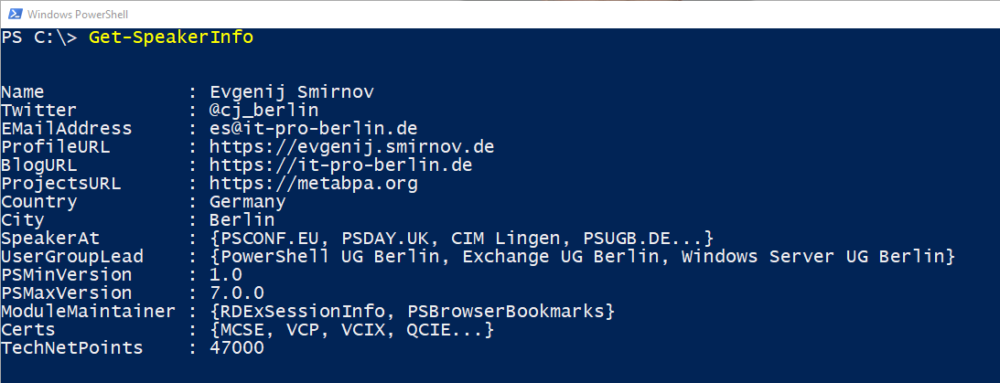 Windows PowerShell
PS C:\> Get-SpeakerInfo
Name : Evgenij Smirnov
Twitter : @cj_berlin
EMailAddress : es@it-pro-berlin.de
ProfileURL : https://evgenij.smirnov.de
BlogURL : https://it-pro-berlin.de
ProjectsURL : https://metabpa.org
Country : Germany
City : Berlin
SpeakerAt : {PSCONF.EU, PSDAY.UK, CIM Lingen, PSUGB.DE...}
UserGroupLead : {PowerShell UG Berlin, Exchange UG Berlin, Windows Server UG Berlin}
PSMinVersion : 1.0
PSMaxVersion : 7.0.0
ModuleMaintainer : {RDExSessionInfo, PSBrowserBookmarks}
Certs : {MCSE, VCP, VCIX, QCIE...}
TechNetPoints : 47000